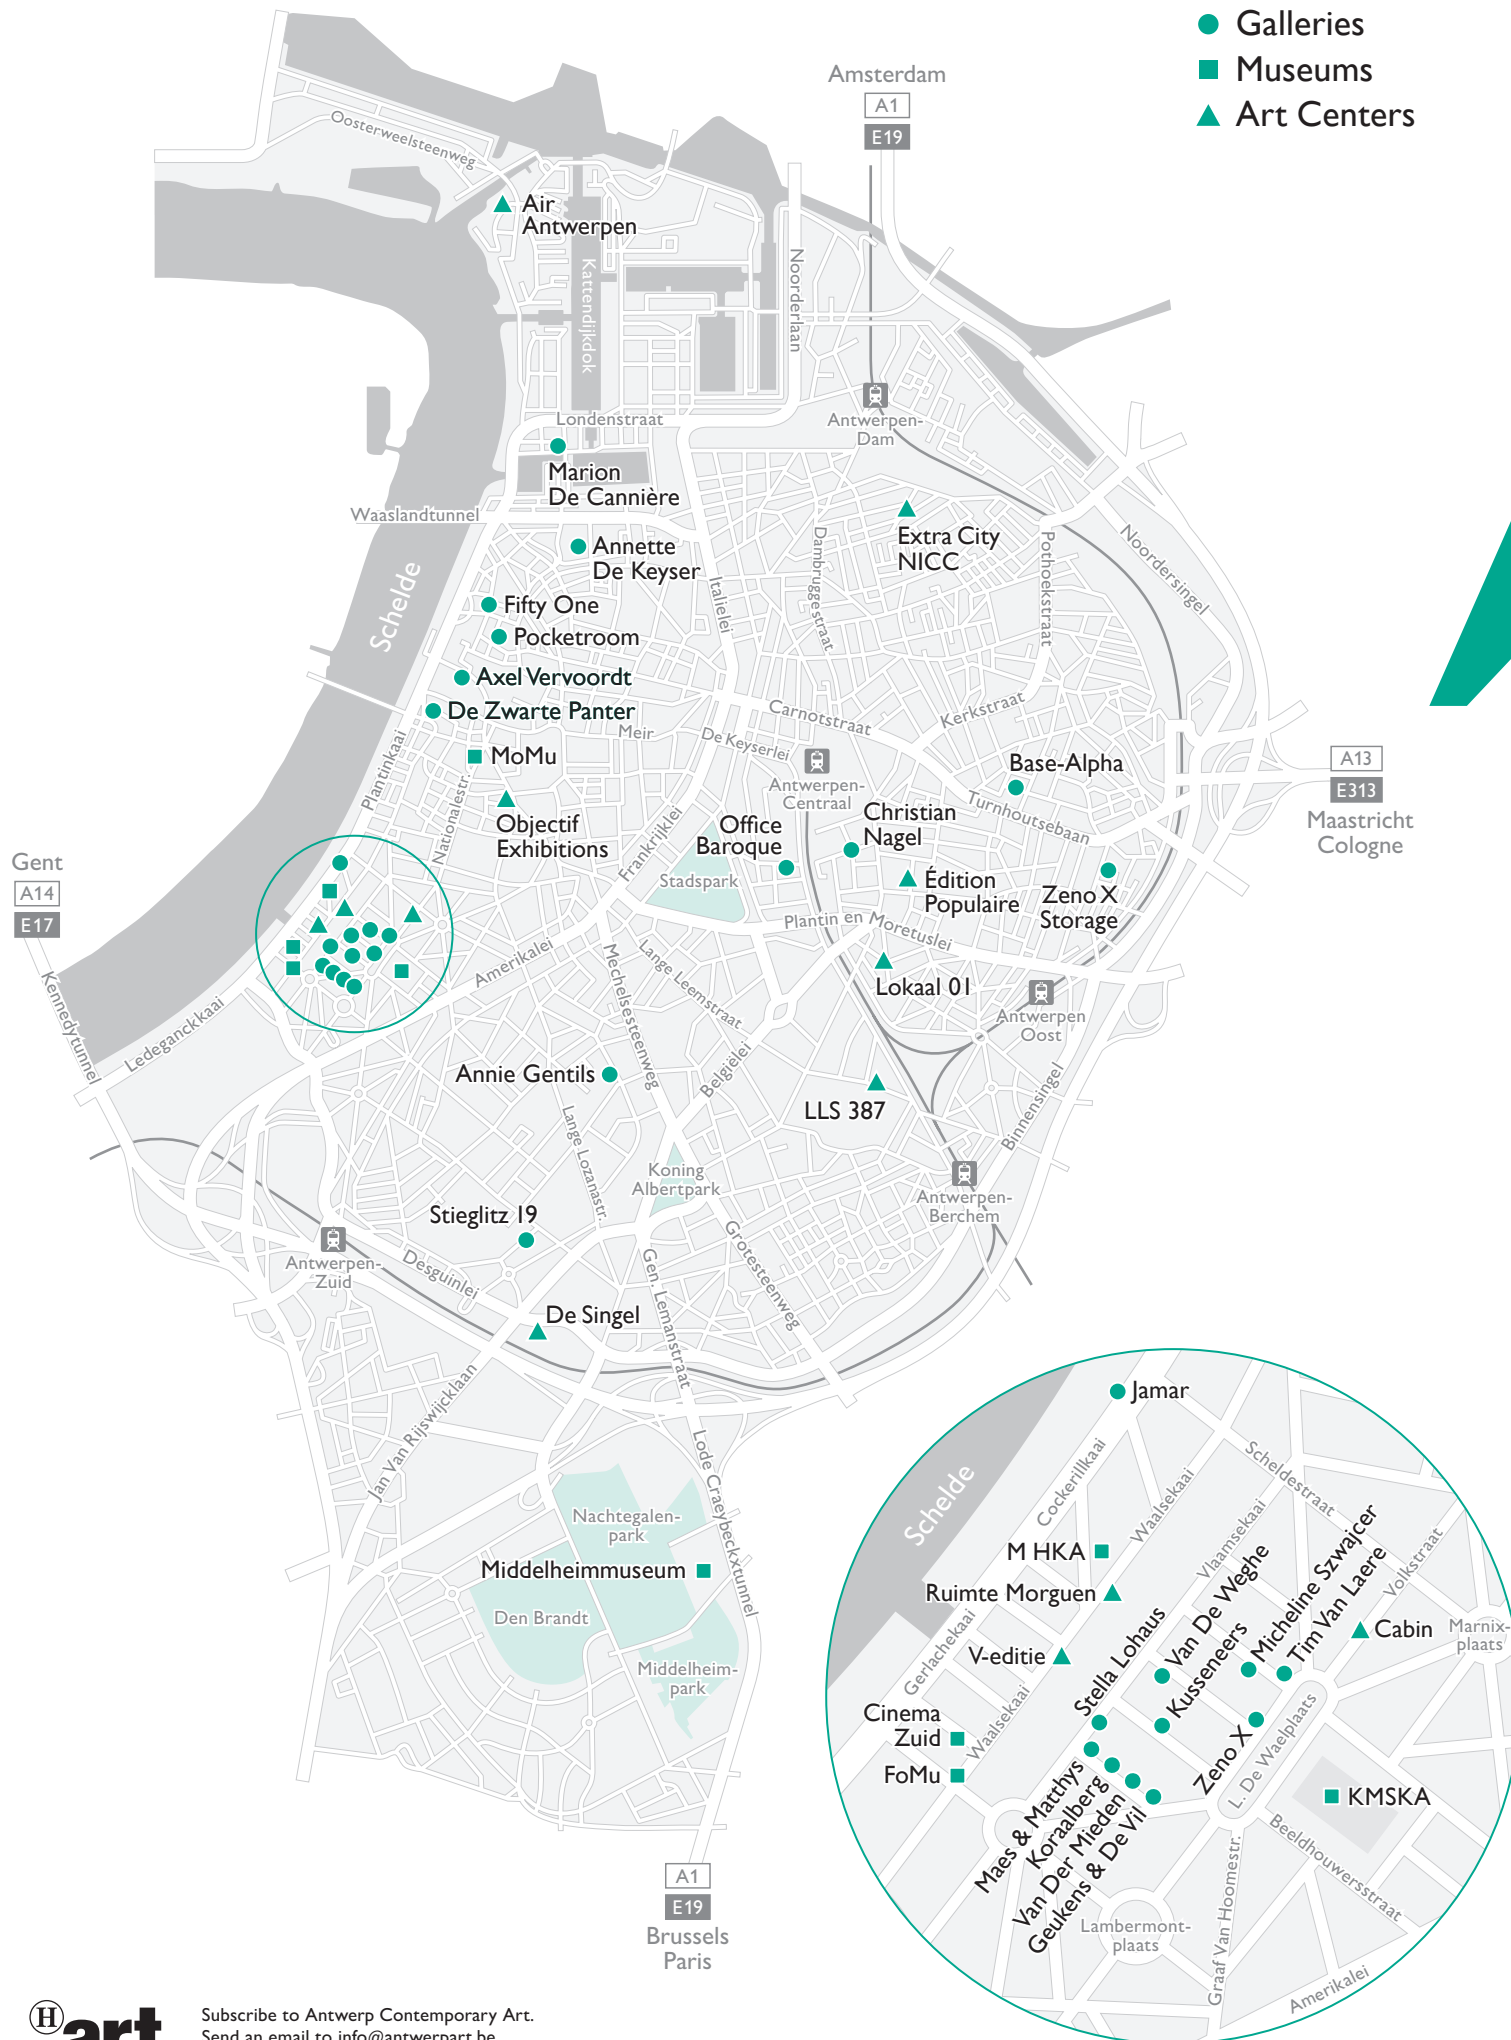 Galleries
Museums
Art Centers
Amsterdam
A1
E19
Oosterweelsteenweg
Air
Antwerpen
Kattendijkdok
Noorderlaan
Londenstraat
Antwerpen-
Dam
Marion
De Cannière
Waaslandtunnel
Extra City
NICC
Annette
De Keyser
Dambruggestraat
Pothoekstraat
Noordersingel
Italielei
Schelde
Fifty One
Pocketroom
Axel Vervoordt
De Zwarte Panter
Carnotstraat
Kerkstraat
Meir
De Keyserlei
Plantinkaai
MoMu
Nationalestr.
Antwerpen-
Centraal
Base-Alpha
A13
E313
Maastricht
Cologne
Turnhoutsebaan
Objectif
Exhibitions
Frankrijklei
Office
Baroque
Christian
Nagel
Stadspark
Édition
Populaire
Zeno X
Storage
Gent
A14
E17
Plantin en Moretuslei
Amerikalei
Mechelsesteenweg
Lange Leemstraat
Lokaal 01
Kennedytunnel
Ledeganckkaai
Antwerpen
Oost
Annie Gentils
Belgiëlei
LLS 387
Binnensingel
Lange Lozanastr.
Koning
Albertpark
Antwerpen-
Berchem
Stieglitz 19
Antwerpen-
Zuid
Desguinlei
Gen. Lemanstraat
Grotesteenweg
De Singel
Jan Van Rijswijcklaan
Lode Craeybeckxtunnel
Nachtegalen-
park
Middelheimmuseum
Den Brandt
Middelheim-
park
A1
E19
Brussels
Paris
Jamar
Schelde
Cockerillkaai
Waalsekaai
Scheldestraat
Vlaamsekaai
M HKA
Ruimte Morguen
V-editie
Gerlachekaai
Waalsekaai
Stella Lohaus
Van De Weghe
Kusseneers
Micheline Szwajcer
Tim Van Laere
Volkstraat
Cabin
Marnix-
plaats
Cinema
Zuid
FoMu
Zeno X
L. De Waelplaats
KMSKA
Maes & Matthys
Koraalberg
Van Der Mieden
Geukens & De Vil
Beeldhouwersstraat
Lambermont-
plaats
Graaf Van Hoornestr.
Amerikalei
H
art
Subscribe to Antwerp Contemporary Art.
Send an email to info@antwerpart.be